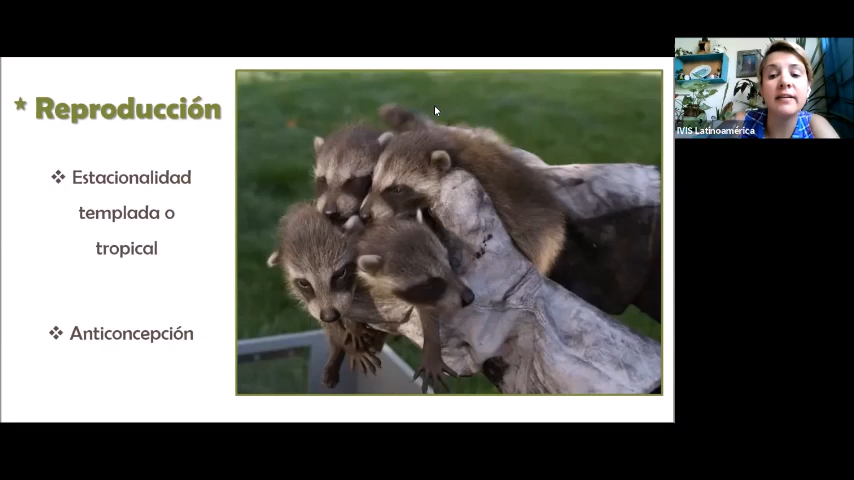 * Reproducción
❖ Estacionalidad
templada o
tropical
❖ Anticoncepción
IVIS Latinoamérica